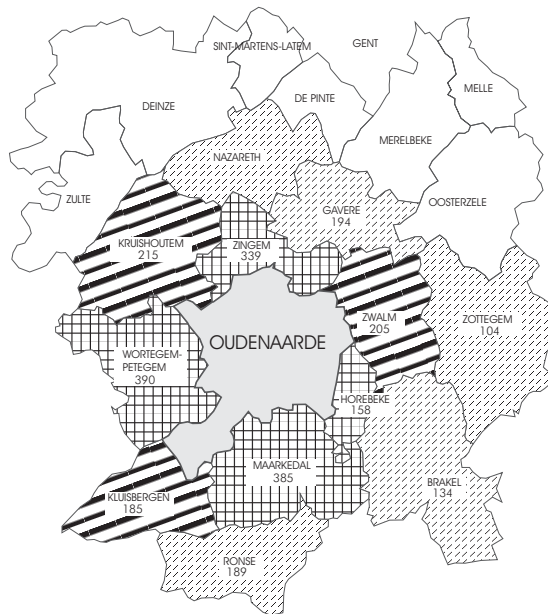 SINT-MARTENS-LATEM
GENT
MELLE
DE PINTE
DEINZE
MERELBEKE
NAZARETH
ZULTE
OOSTERZELE
GAVERE
194
KRUISHOUTEM
215
ZINGEM
339
ZWALM
205
ZOTTEGEM
104
OUDENAARDE
WORTEGEM-
PETEGEM
390
HOREBEKE
158
MAARKEDAL
385
BRAKEL
134
KLUISBERGEN
185
RONSE
189